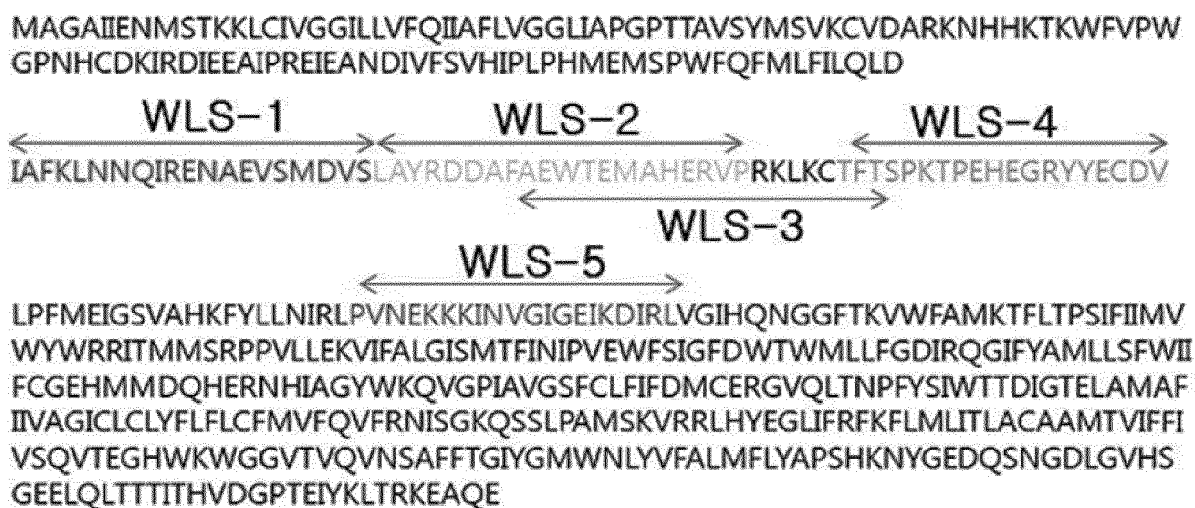 MAGAIIENMSTKKLCIVGGILLVFQIIAFLVGGLIAPGPTTAVSYMSVKCVDARKNHHKTKWFVPW
GPNHCDKIRDIEEAIPREIEANDIVFSVHIPLPHMEMSPWFQFMLFILQLD
WLS-1 WLS-2 WLS-4
IAFKLNNQIRENAEVSMDVSLAYRDDAFAEWTEMAHERVPRKLKCTFTSPKTPEHEGRYYECDV
WLS-3
WLS-5
LPFMEIGSVAHKFYLLNIRLPVNEKKKINVGIGEIKDIRLVGIHQNGGFTKVWFAMKTFLTPSIFIIMV
WYWRRITMMSRPPVLLEKVIFALGISMTFINIPVEWFSIGFDWTWMLLFGDIRQGIFYAMLLSFWII
FCGEHMMDQHERNHIAGYWKQVGPIAVGSFCLFIFDMCERGVQLTNPFYSIWTTDIGTELAMAF
IIVAGICLCLYFLFLCFMVFQVFRNISGKQSSLPAMSKVRRLHYEGLIFRFKFLMLITLACAAMTVIFFI
VSQVTEGHWKWGGVTVQVNSAFFTGIYGMWNLYVFALMFLYAPSHKNYGEDQSNGDLGVHS
GEELQLTTTITHVDGPTEIYKLTRKEAQE